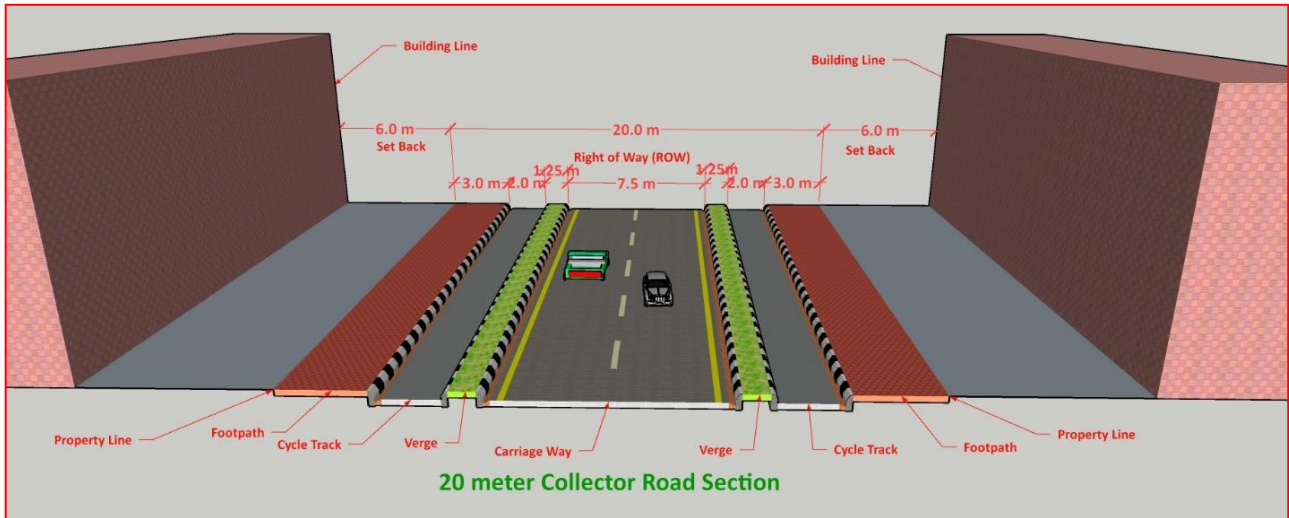 Building Line
Building Line
6.0 m
20.0 m
6.0 m
Set Back
Right of Way (ROW)
Set Back
1.25 m
1.25 m
3.0 m
2.0 m
7.5 m
2.0 m
3.0 m
Property Line
Footpath
Cycle Track
Verge
Carriage Way
Verge
Cycle Track
Footpath
Property Line
20 meter Collector Road Section